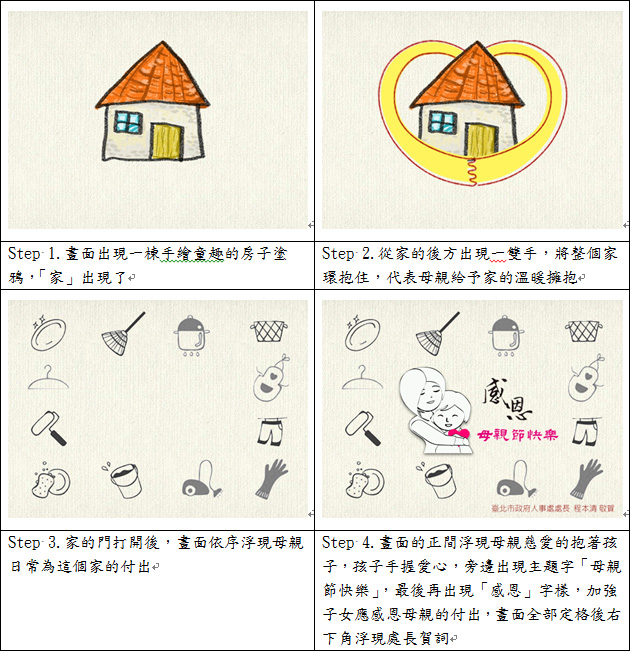 Step 1.畫面出現一棟手繪童趣的房子塗
鴉,「家」出現了
Step 2.從家的後方出現一雙手,將整個家
環抱住,代表母親給予家的溫暖擁抱
感恩
母親節快樂
臺北市政府人事處處長 程本清 敬賀
Step 3.家的門打開後,畫面依序浮現母親
日常為這個家的付出
Step 4.畫面的正間浮現母親慈愛的抱著孩
子,孩子手握愛心,旁邊出現主題字「母親
節快樂」,最後再出現「感恩」字樣,加強
子女應感恩母親的付出,畫面全部定格後右
下角浮現處長賀詞